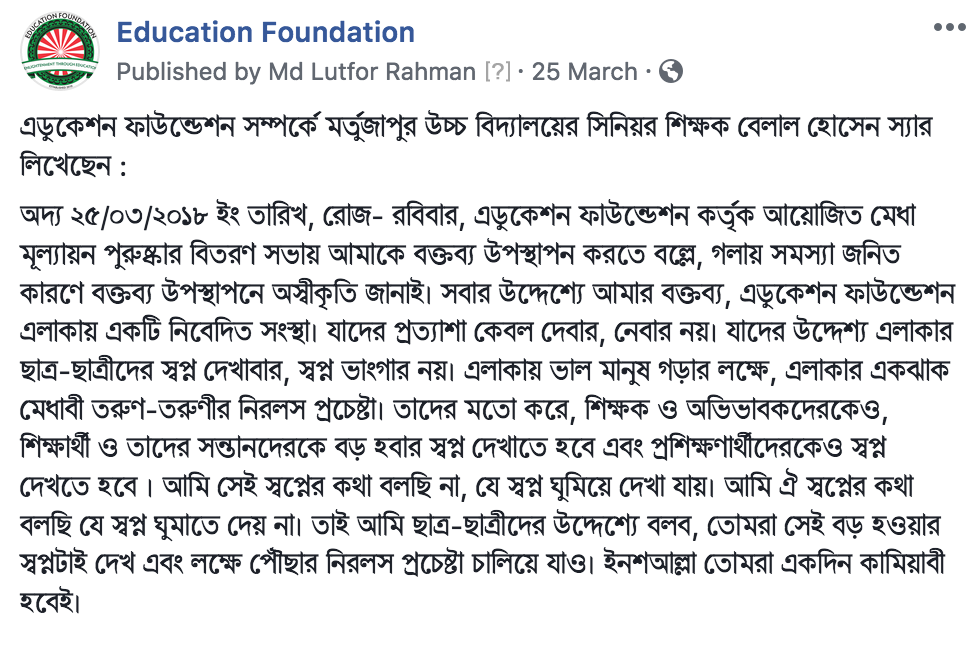 EDUCATION FOUNDATION
ENLIGHTENMENT THROUGH EDUCATION
Education Foundation
Published by Md Lutfor Rahman [?] · 25 March ·
এডুকেশন ফাউন্ডেশন সম্পর্কে মর্তুজাপুর উচ্চ বিদ্যালয়ের সিনিয়র শিক্ষক বেলাল হোসেন স্যার
লিখেছেন :
অদ্য ২৫/০৩/২০১৮ ইং তারিখ, রোজ- রবিবার, এডুকেশন ফাউন্ডেশন কর্তৃক আয়োজিত মেধা
মূল্যায়ন পুরুষ্কার বিতরণ সভায় আমাকে বক্তব্য উপস্থাপন করতে বল্লে, গলায় সমস্যা জনিত
কারণে বক্তব্য উপস্থাপনে অস্বীকৃতি জানাই। সবার উদ্দেশ্যে আমার বক্তব্য, এডুকেশন ফাউন্ডেশন
এলাকায় একটি নিবেদিত সংস্থা। যাদের প্রত্যাশা কেবল দেবার, নেবার নয়। যাদের উদ্দেশ্য এলাকার
ছাত্র-ছাত্রীদের স্বপ্ন দেখাবার, স্বপ্ন ভাংগার নয়। এলাকায় ভাল মানুষ গড়ার লক্ষে, এলাকার একঝাক
মেধাবী তরুণ-তরুণীর নিরলস প্রচেষ্টা। তাদের মতো করে, শিক্ষক ও অভিভাবকদেরকেও,
শিক্ষার্থী ও তাদের সন্তানদেরকে বড় হবার স্বপ্ন দেখাতে হবে এবং প্রশিক্ষণার্থীদেরকেও স্বপ্ন
দেখতে হবে । আমি সেই স্বপ্নের কথা বলছি না, যে স্বপ্ন ঘুমিয়ে দেখা যায়। আমি ঐ স্বপ্নের কথা
বলছি যে স্বপ্ন ঘুমাতে দেয় না। তাই আমি ছাত্র-ছাত্রীদের উদ্দেশ্যে বলব, তোমরা সেই বড় হওয়ার
স্বপ্নটাই দেখ এবং লক্ষে পৌঁছার নিরলস প্রচেষ্টা চালিয়ে যাও। ইনশআল্লা তোমরা একদিন কামিয়াবী
হবেই।